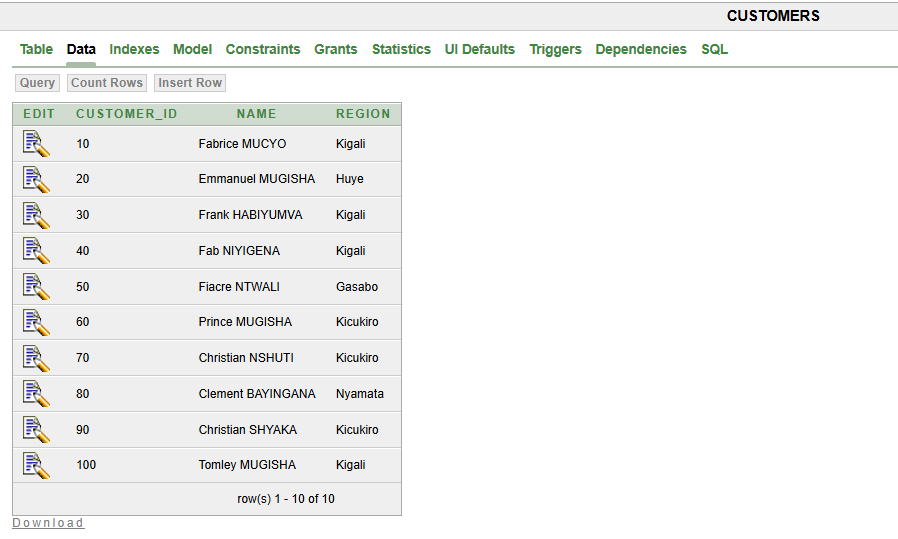 CUSTOMERS
Table Data Indexes Model Constraints Grants Statistics UI Defaults Triggers Dependencies SQL
Query Count Rows Insert Row
EDIT CUSTOMER_ID NAME REGION
10 Fabrice MUCYO Kigali
20 Emmanuel MUGISHA Huye
30 Frank HABIYUMVA Kigali
40 Fab NIYIGENA Kigali
50 Fiacre NTWALI Gasabo
60 Prince MUGISHA Kicukiro
70 Christian NSHUTI Kicukiro
80 Clement BAYINGANA Nyamata
90 Christian SHYAKA Kicukiro
100 Tomley MUGISHA Kigali
row(s) 1 - 10 of 10
Download